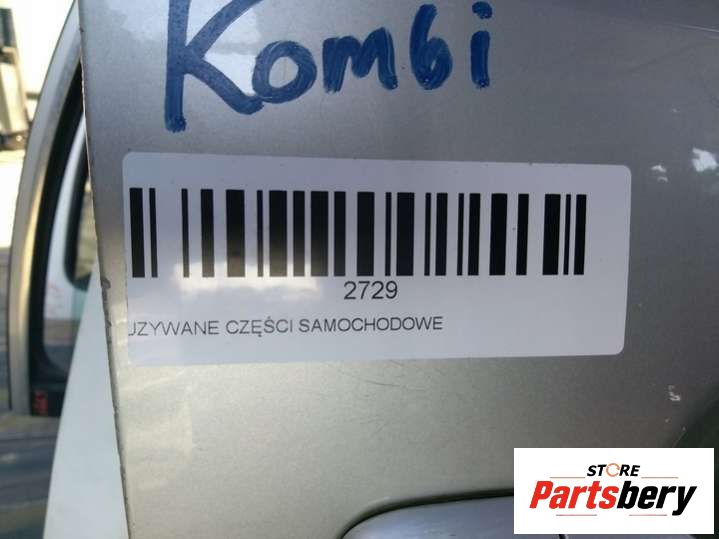 Kombi
2729
UZYWANE CZĘŚCI SAMOCHODOWE
STORE
Partsbery